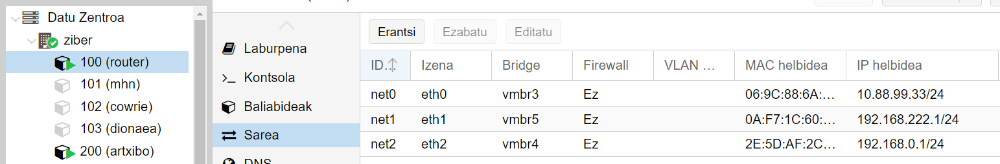 Datu Zentroa
ziber
100 (router)
101 (mhn)
102 (cowrie)
103 (dionaea)
200 (artxibo)
Laburpena
Kontsola
Baliabideak
Sarea
DNS
Erantsi Ezabatu Editatu
ID... Izena Bridge Firewall VLAN ... MAC helbidea IP helbidea
net0 eth0 vmbr3 Ez 06:9C:88:6A:... 10.88.99.33/24
net1 eth1 vmbr5 Ez 0A:F7:1C:60:... 192.168.222.1/24
net2 eth2 vmbr4 Ez 2E:5D:AF:2C... 192.168.0.1/24